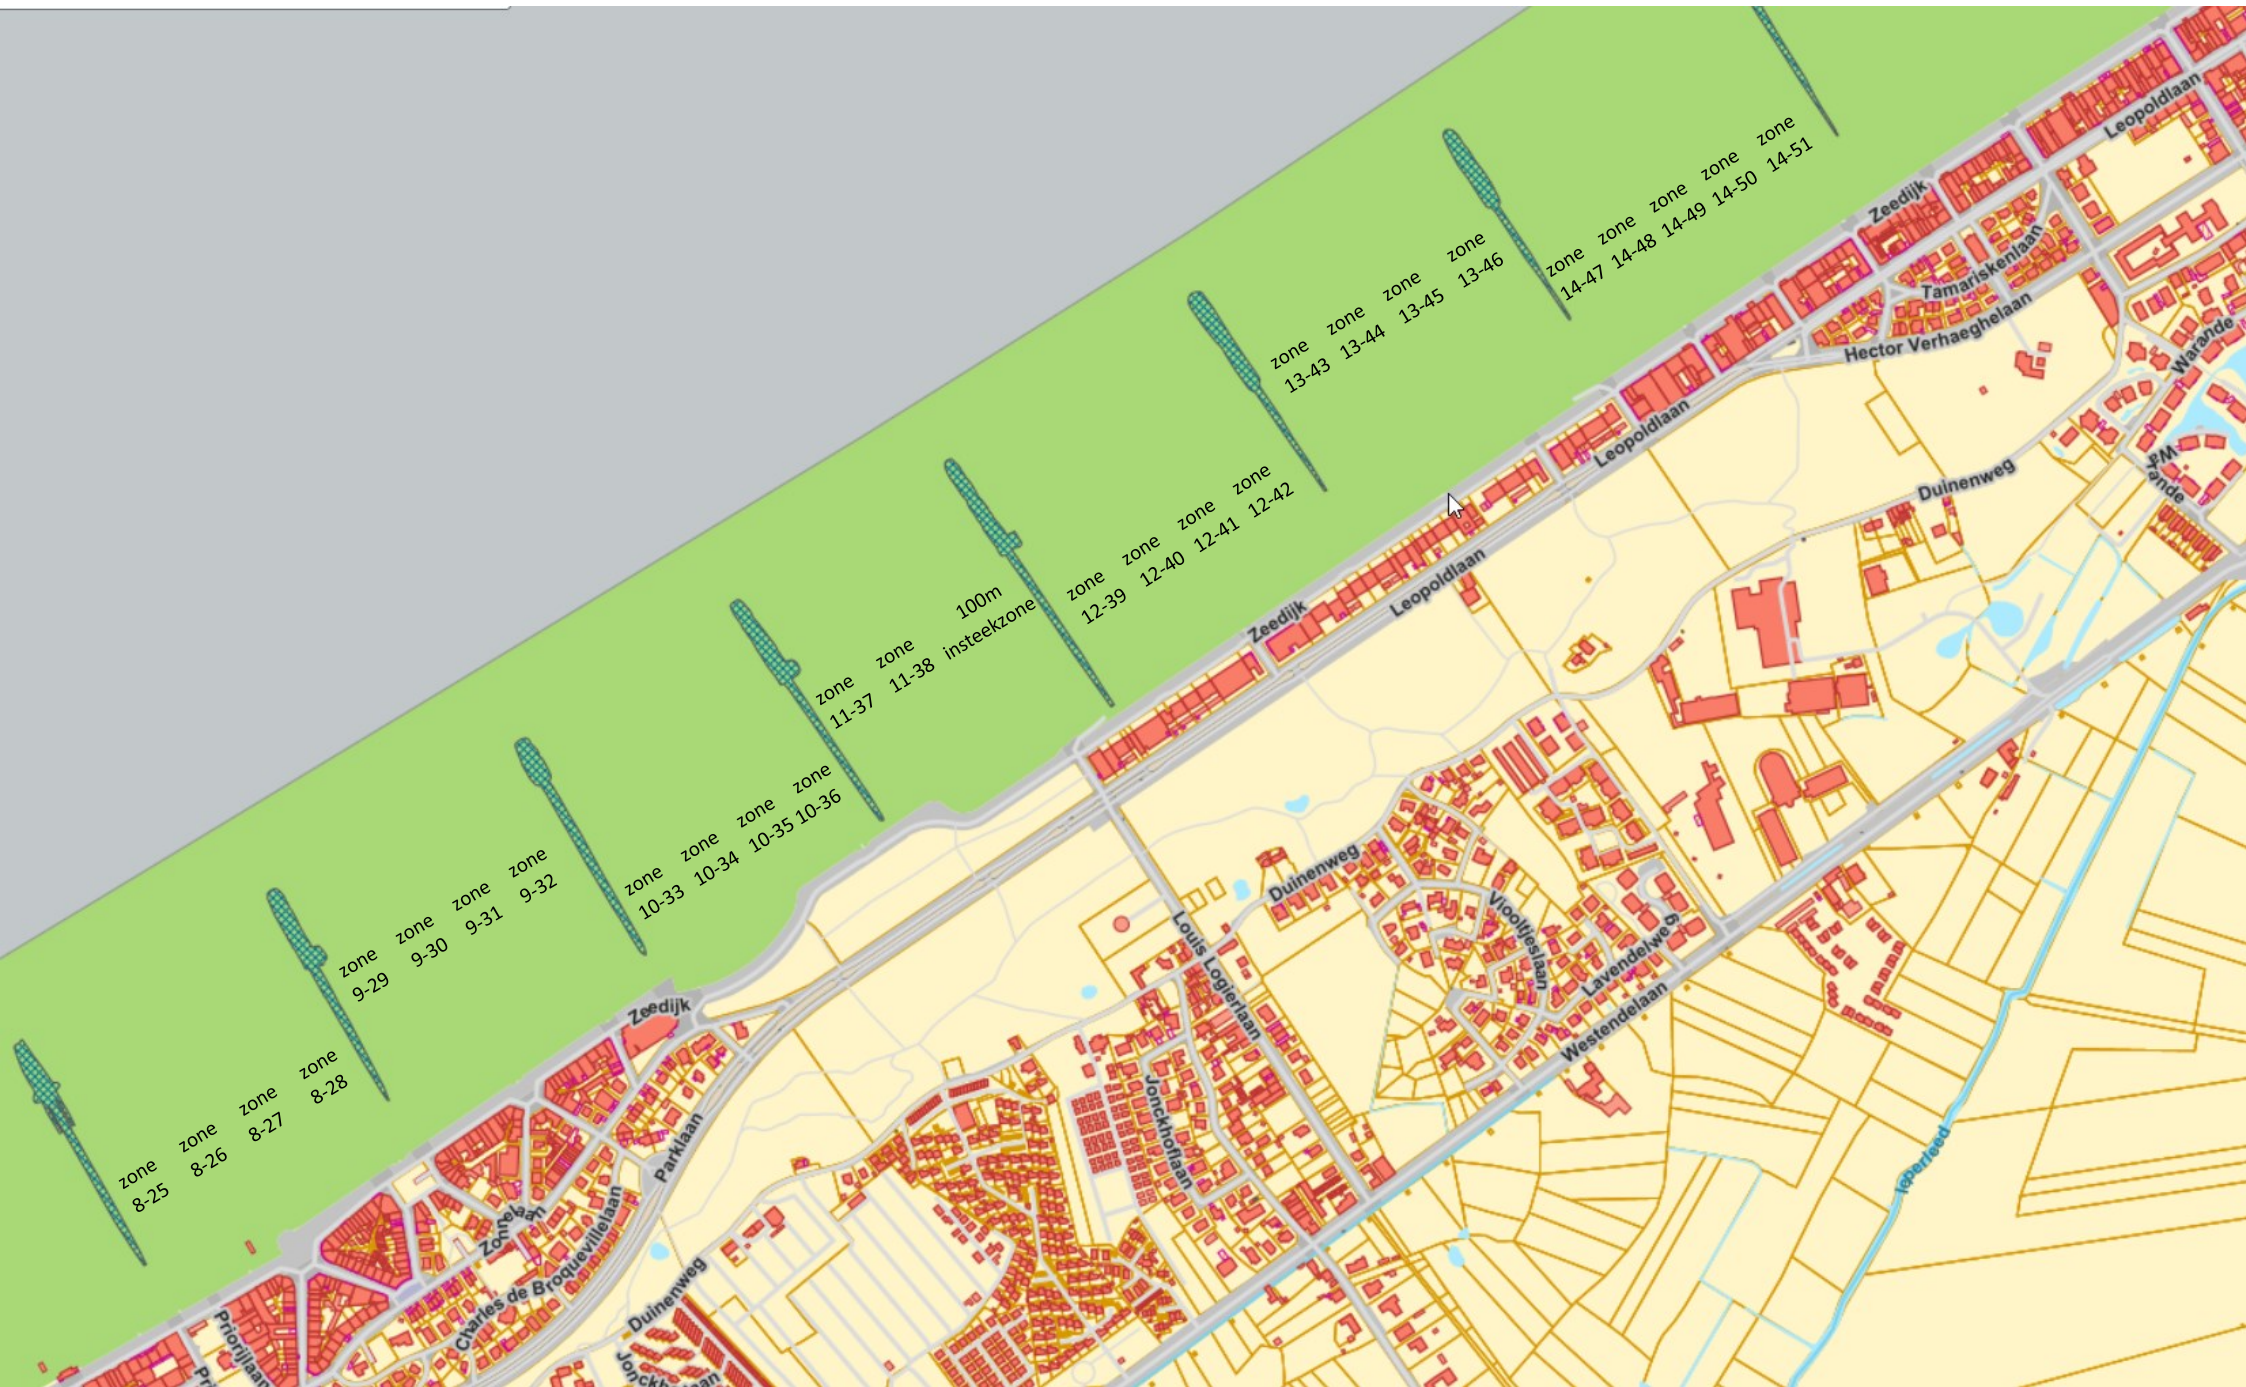 zone zone zone zone
8-25 8-26 8-27 8-28
zone zone zone zone
9-29 9-30 9-31 9-32
zone zone zone zone
10-33 10-34 10-35 10-36
zone zone 100m
11-37 11-38 insteekzone
zone zone zone zone
12-39 12-40 12-41 12-42
zone zone zone zone
13-43 13-44 13-45 13-46
zone zone zone zone zone
14-47 14-48 14-49 14-50 14-51
Leopoldlaan
Zeedijk
Tamariskenlaan
Hector Verhaeghelaan
Warande
Leopoldlaan
Duinenweg
Warande
Leopoldlaan
Zeedijk
Duinenweg
Viooltjeslaan
Lavendelweg
Louis Logierlaan
Westendelaan
Zeedijk
Jonckhoflaan
Parklaan
Ieperleed
Zonnelaan
Charles de Broquevillelaan
Duinenweg
Priorijlaan